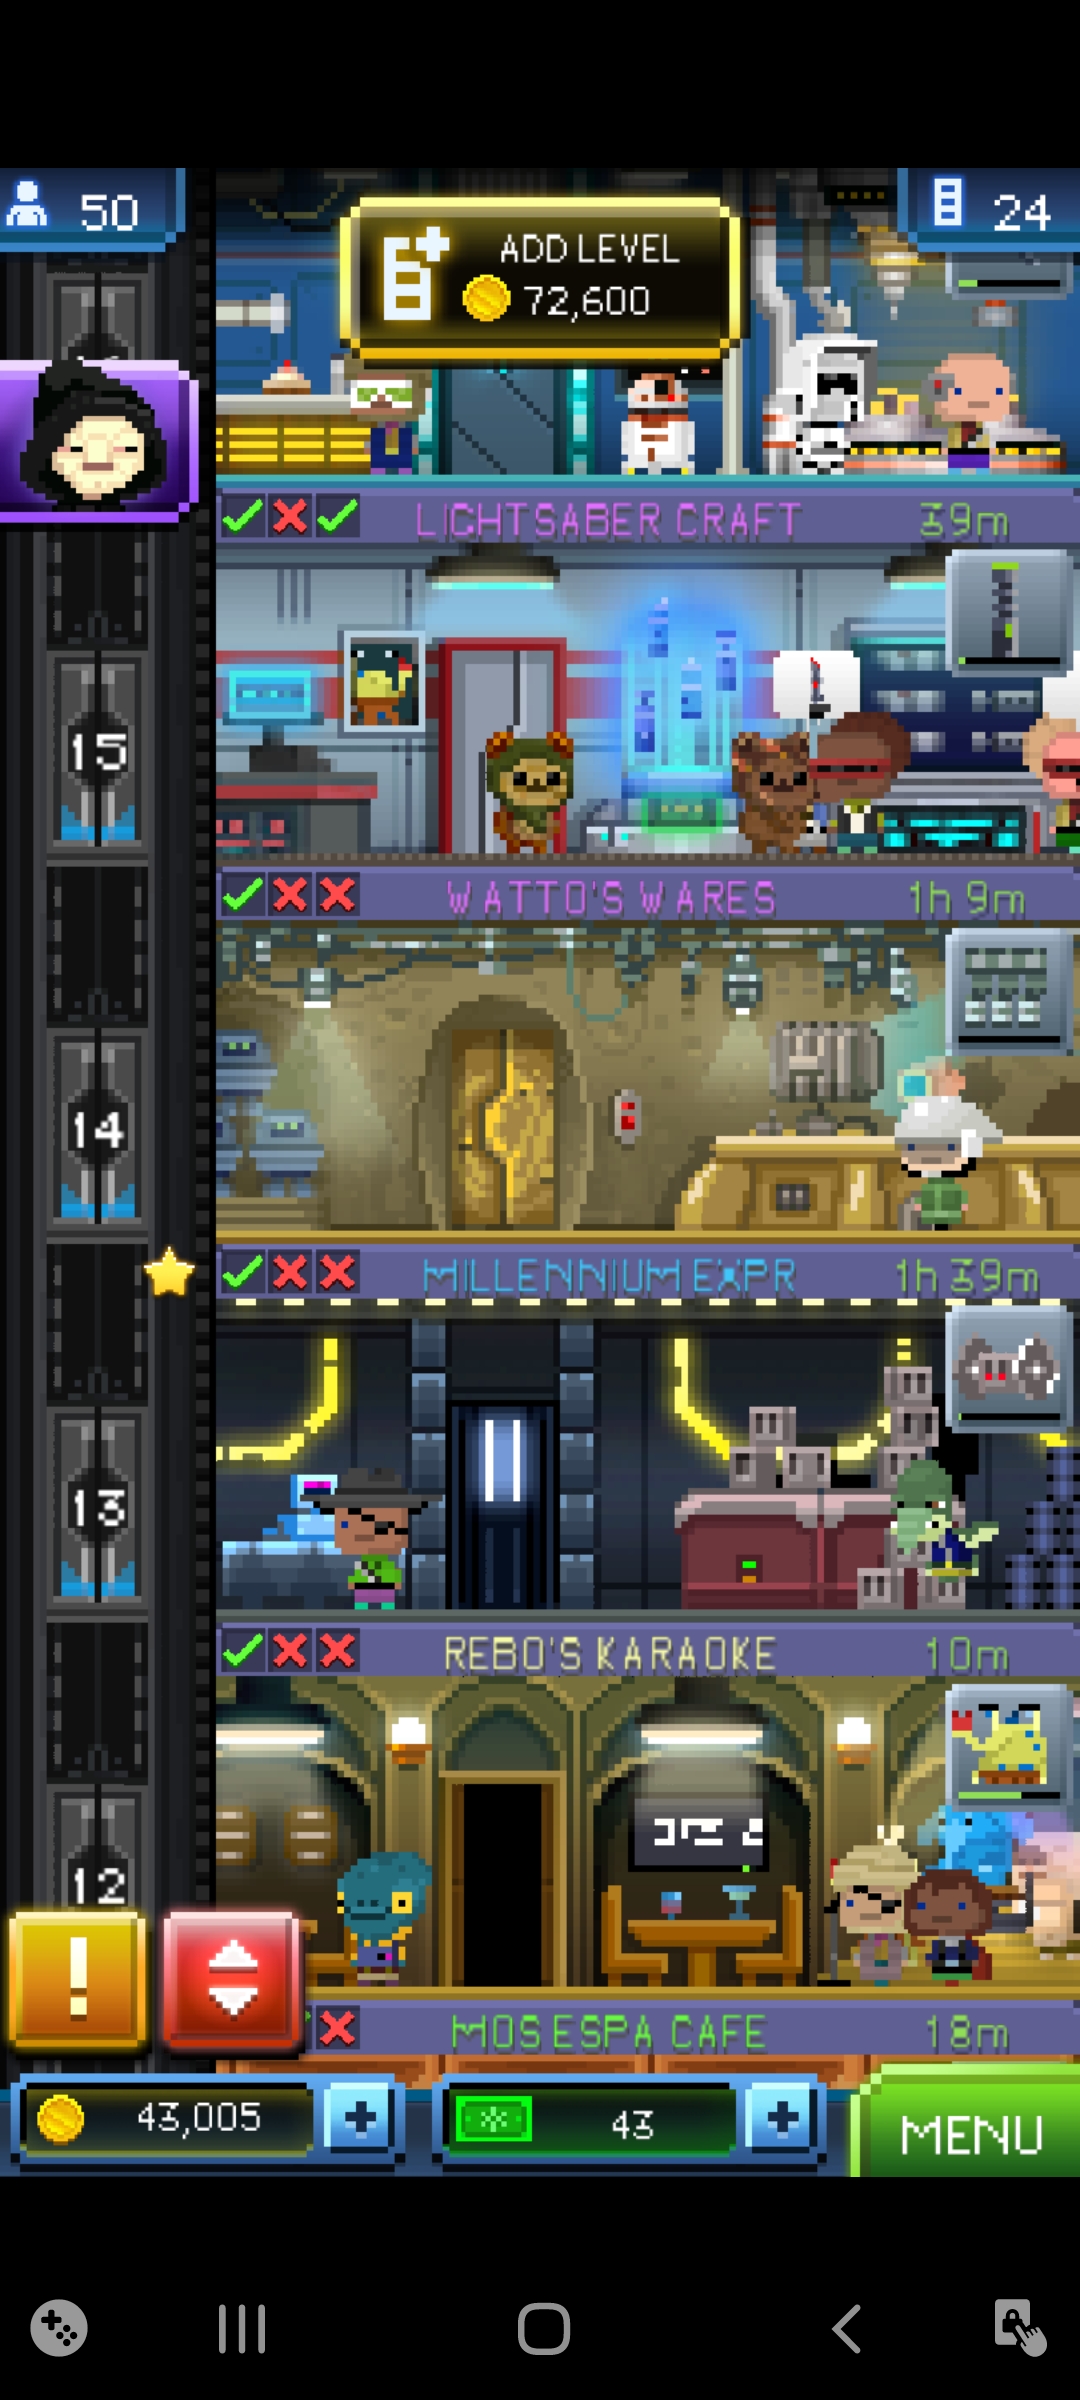 50
24
ADD LEVEL
72,600
LIGHTSABER CRAFT 39m
15
WATTO'S WARES 1h 9m
14
MILLENNIUM EXPR 1h 39m
13
REBO'S KARAOKE 10m
12
!
MOS ESPA CAFE 18m
43,005 +
43 +
MENU